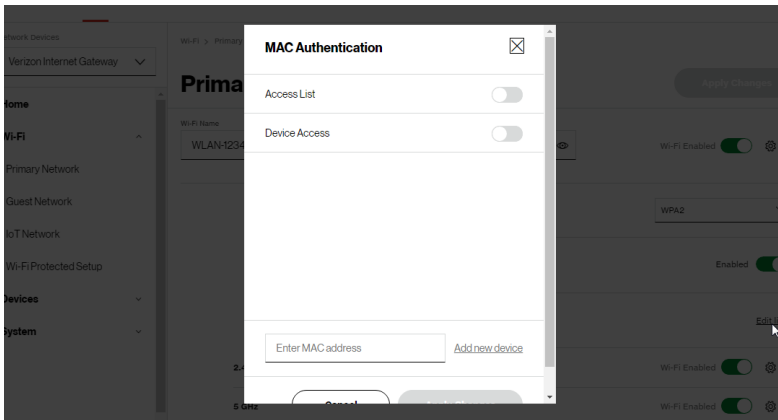 Network Devices:
Verizon Internet Gateway
Home
Wi-Fi
Primary Network
Guest Network
IoT Network
Wi-Fi Protected Setup
Devices
System
Wi-Fi > Primary
Prima
Apply Changes
Wi-Fi Name
WLAN-1234
Wi-Fi Enabled
WPA2
Enabled
Edit
2.4
Wi-Fi Enabled
5 GHz
Wi-Fi Enabled
MAC Authentication
Access List
Device Access
Enter MAC address
Add new device
Cancel
Apply Changes